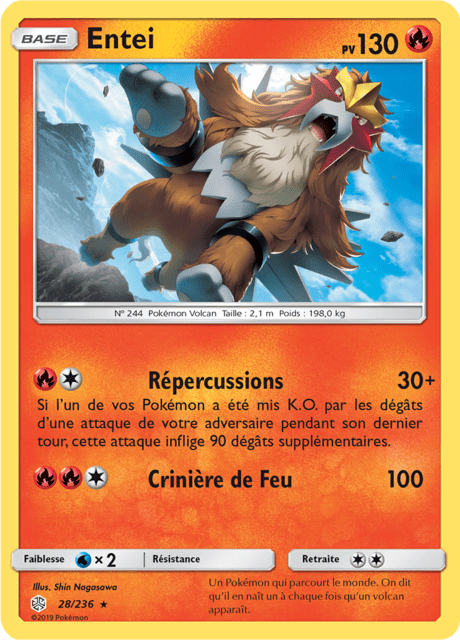 BASE Entei PV 130
N° 244 Pokémon Volcan Taille : 2,1 m Poids : 198,0 kg
Répercussions 30+
Si l'un de vos Pokémon a été mis K.O. par les dégâts
d'une attaque de votre adversaire pendant son dernier
tour, cette attaque inflige 90 dégâts supplémentaires.
Crinière de Feu 100
Faiblesse ×2 Résistance Retraite
Illus. Shin Nagasawa
28/236 ★
©2019 Pokémon
Un Pokémon qui parcourt le monde. On dit
qu'il en naît un à chaque fois qu'un volcan
apparaît.